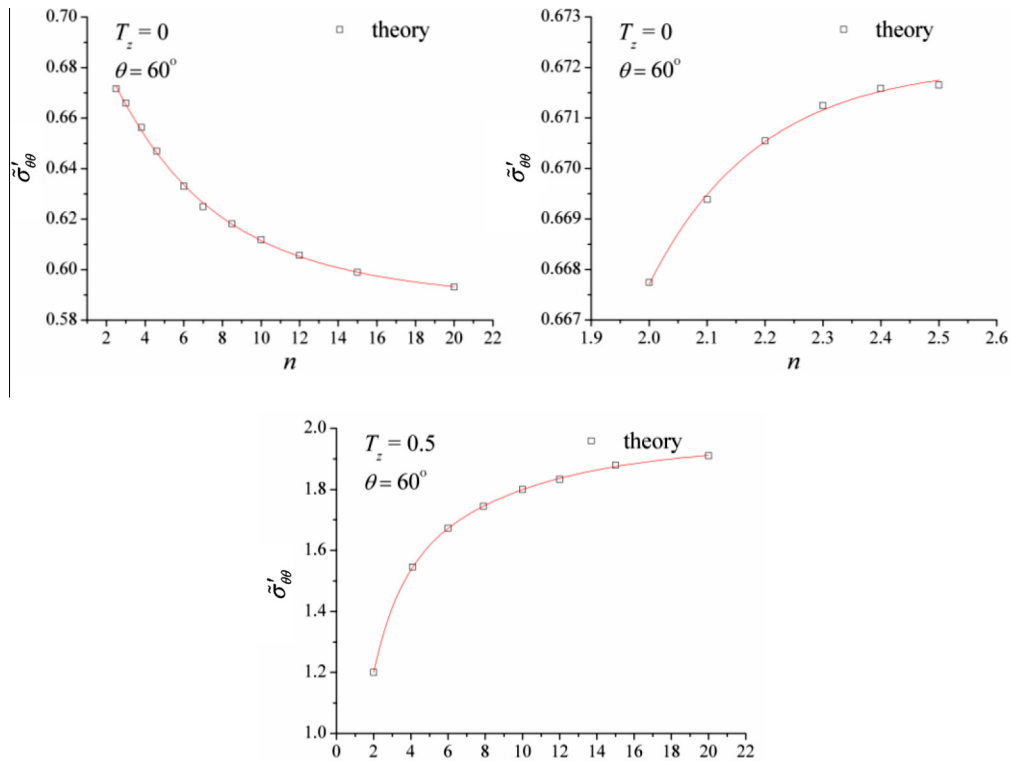 T_z = 0
θ = 60°
theory
0.70
0.68
0.66
0.64
0.62
0.60
0.58
σ̃′_θθ
2 4 6 8 10 12 14 16 18 20 22
n
T_z = 0
θ = 60°
theory
0.673
0.672
0.671
0.670
0.669
0.668
0.667
σ̃′_θθ
1.9 2.0 2.1 2.2 2.3 2.4 2.5 2.6
n
T_z = 0.5
θ = 60°
theory
2.0
1.8
1.6
1.4
1.2
1.0
σ̃′_θθ
0 2 4 6 8 10 12 14 16 18 20 22